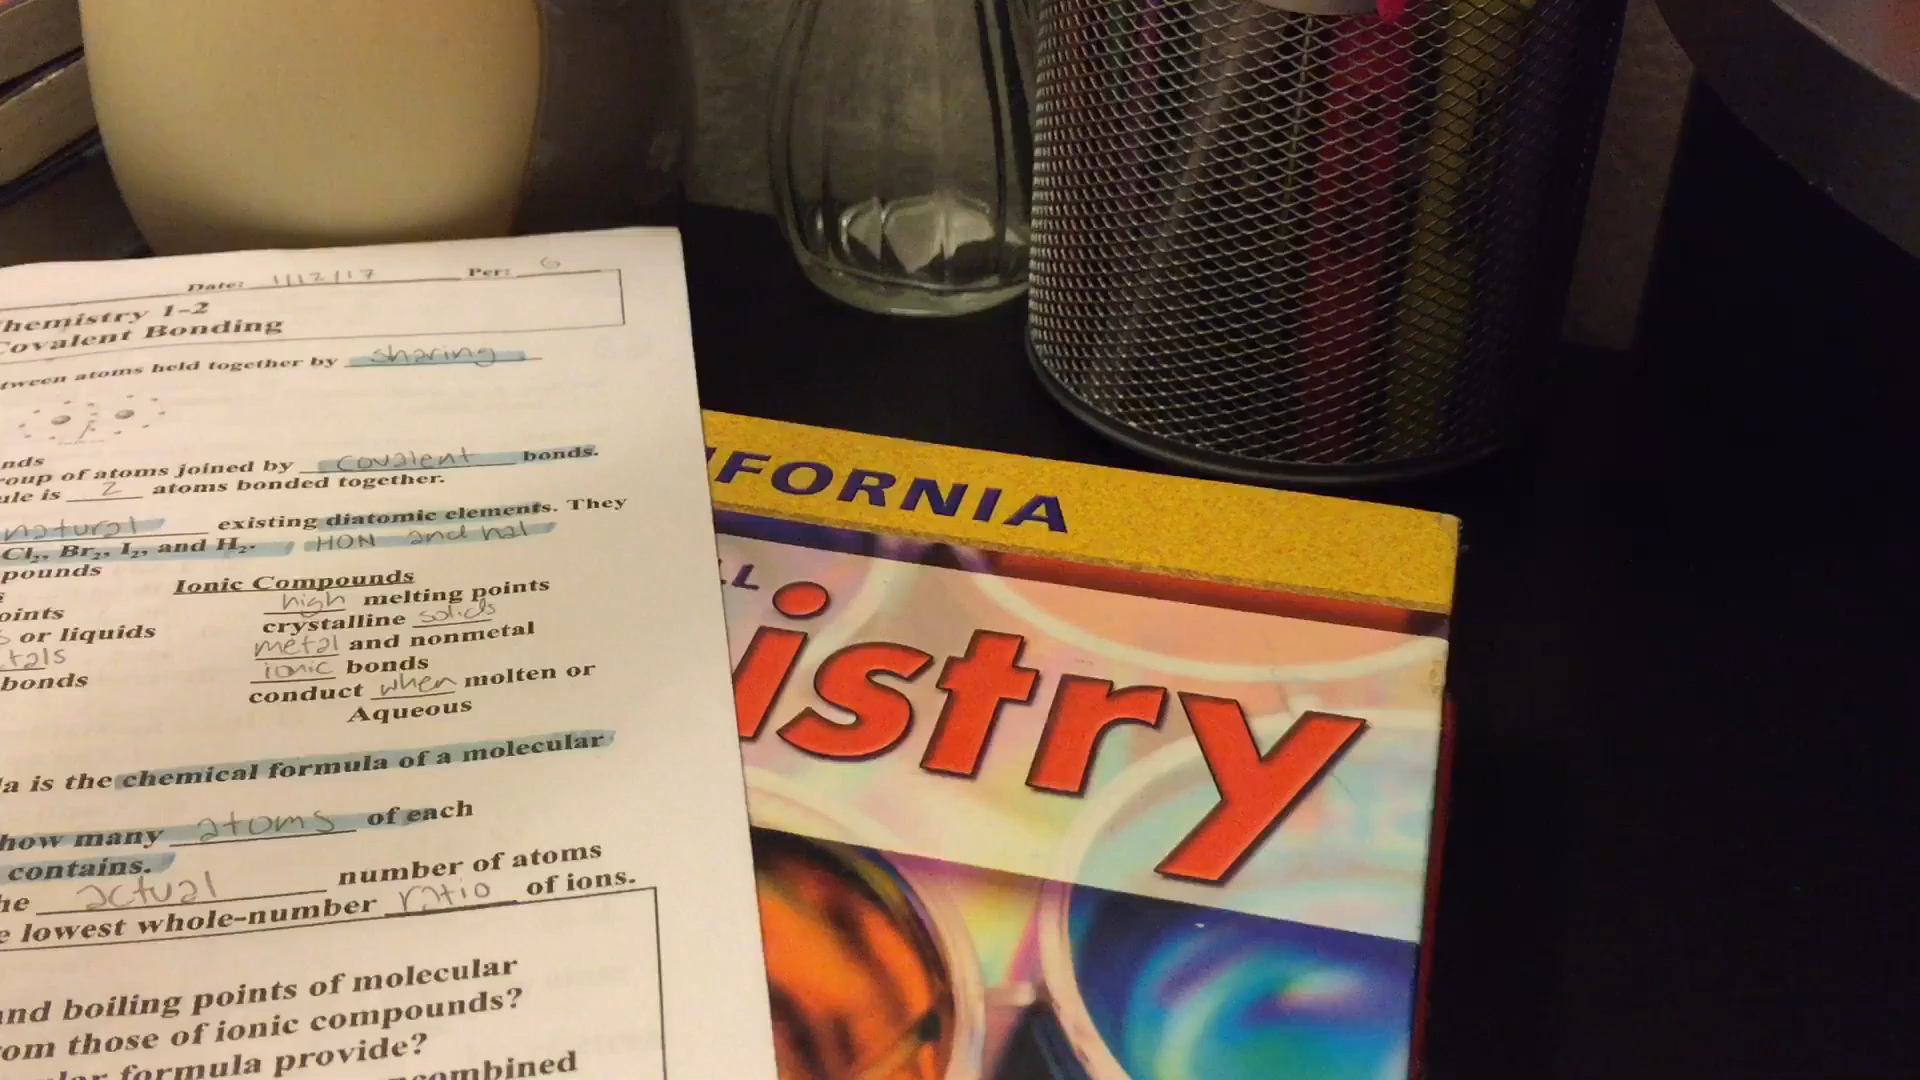 Date: 1/12/17 Per: 6
hemistry 1-2
Covalent Bonding
tween atoms held together by sharing
nds
roup of atoms joined by covalent bonds.
ule is 2 atoms bonded together.
natural existing diatomic elements. They
Cl2, Br2, I2, and H2. HON and hal
pounds Ionic Compounds
oints high melting points
s or liquids crystalline solids
tals metal and nonmetal
bonds ionic bonds
conduct when molten or
Aqueous
la is the chemical formula of a molecular
how many atoms of each
contains.
he actual number of atoms
e lowest whole-number ratio of ions.
and boiling points of molecular
rom those of ionic compounds?
lar formula provide?
combined
IFORNIA
LL
istry